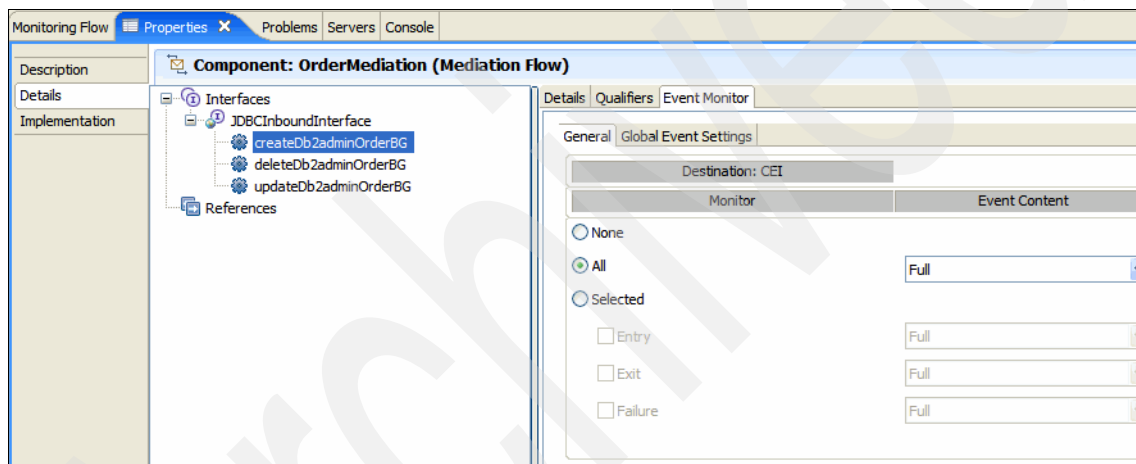 Monitoring Flow Properties Problems Servers Console
Component: OrderMediation (Mediation Flow)
Description
Details
Implementation
Interfaces
JDBCInboundInterface
createDb2adminOrderBG
deleteDb2adminOrderBG
updateDb2adminOrderBG
References
Details Qualifiers Event Monitor
General Global Event Settings
Destination: CEI
Monitor Event Content
None
All Full
Selected
Entry Full
Exit Full
Failure Full